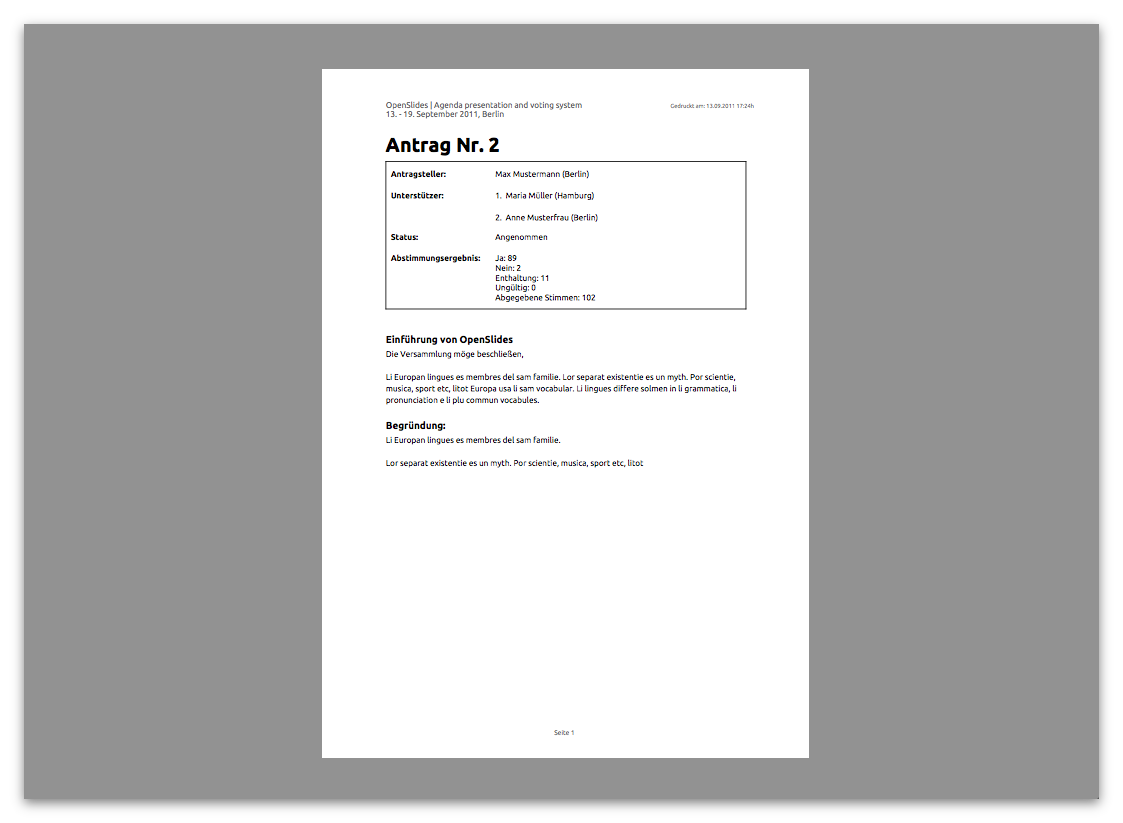 OpenSlides | Agenda presentation and voting system
Gedruckt am: 13.09.2011 17:24h
13. - 19. September 2011, Berlin
Antrag Nr. 2
Antragsteller: Max Mustermann (Berlin)
Unterstützer: 1. Maria Müller (Hamburg)
2. Anne Musterfrau (Berlin)
Status: Angenommen
Abstimmungsergebnis: Ja: 89
Nein: 2
Enthaltung: 11
Ungültig: 0
Abgegebene Stimmen: 102
Einführung von OpenSlides
Die Versammlung möge beschließen,
Li Europan lingues es membres del sam familie. Lor separat existentie es un myth. Por scientie,
musica, sport etc, litot Europa usa li sam vocabular. Li lingues differe solmen in li grammatica, li
pronunciation e li plu commun vocabules.
Begründung:
Li Europan lingues es membres del sam familie.
Lor separat existentie es un myth. Por scientie, musica, sport etc, litot
Seite 1